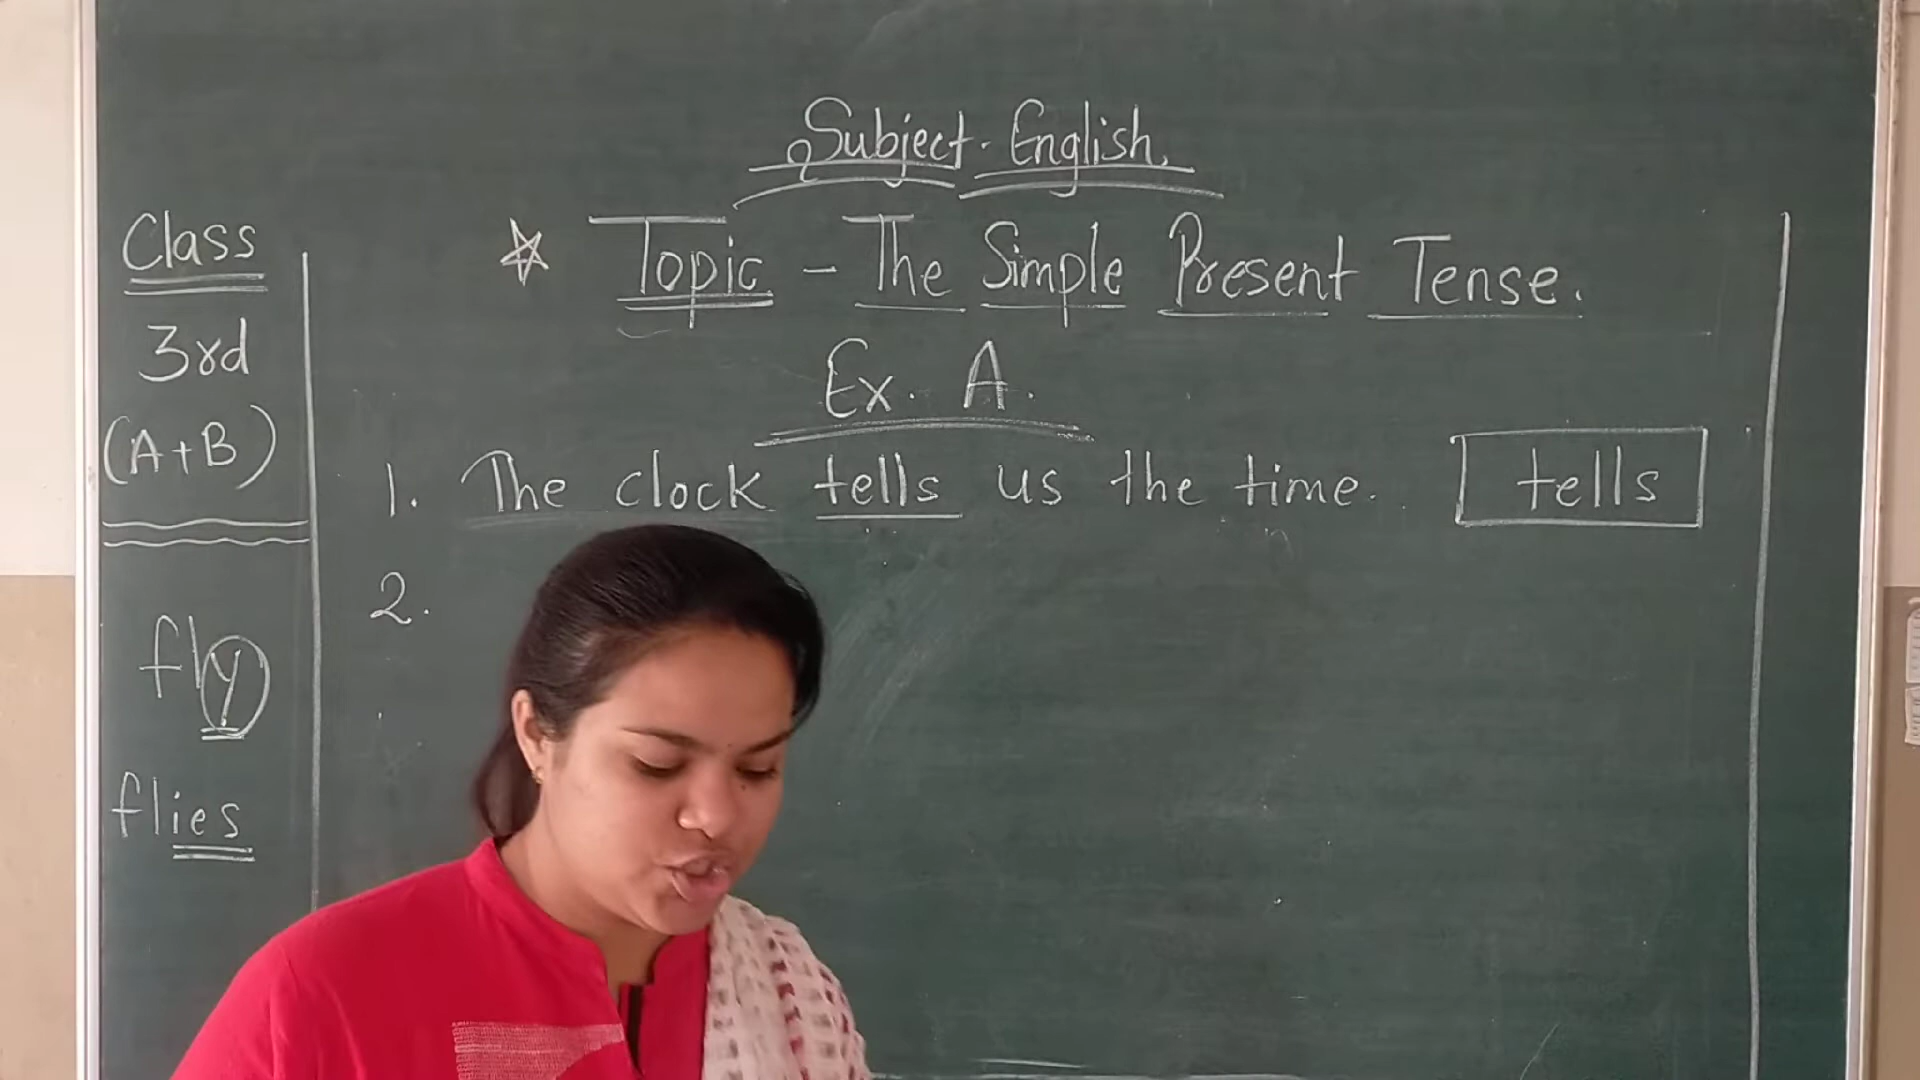 Subject - English.
Topic - The Simple Present Tense.
Ex. A.
1. The clock tells us the time. tells
2.
Class
3rd
(A+B)
fly
flies